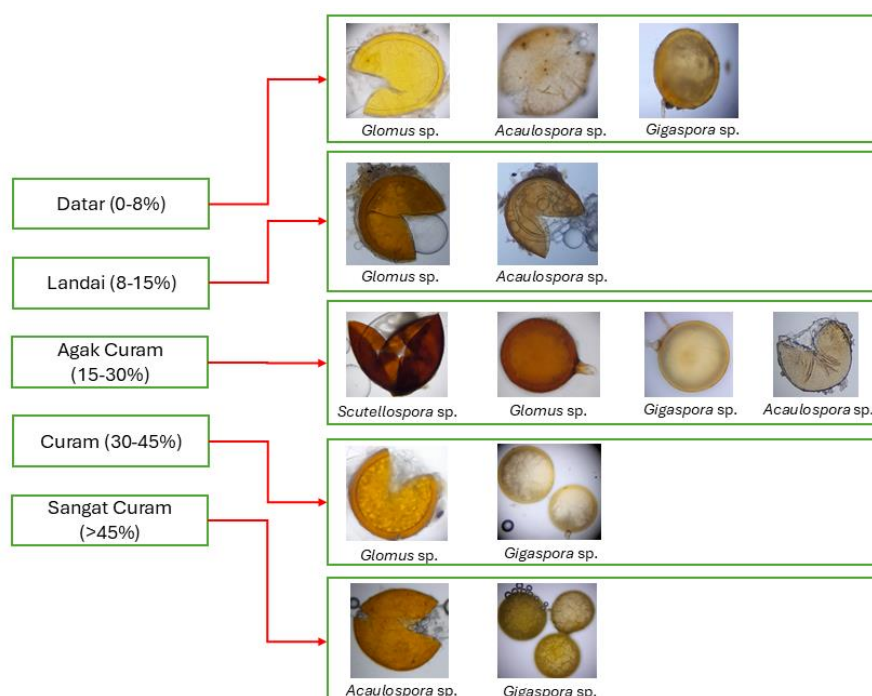 Glomus sp.
Acaulospora sp.
Gigaspora sp.
Datar (0-8%)
Glomus sp.
Acaulospora sp.
Landai (8-15%)
Agak Curam
(15-30%)
Scutellospora sp.
Glomus sp.
Gigaspora sp.
Acaulospora sp.
Curam (30-45%)
Glomus sp.
Gigaspora sp.
Sangat Curam
(>45%)
Acaulospora sp.
Gigaspora sp.